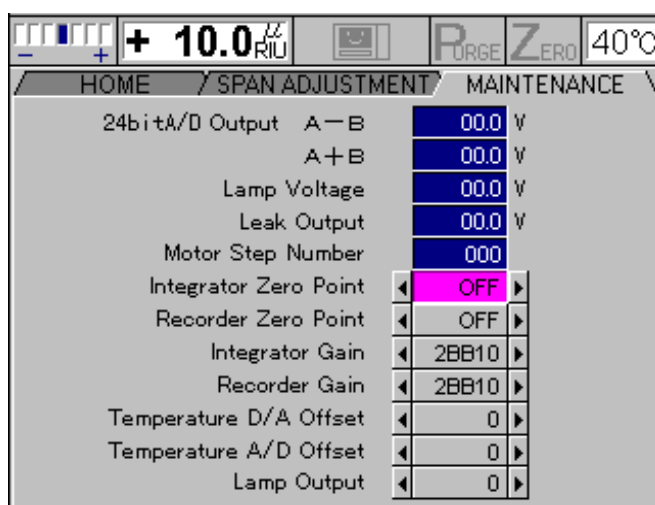 − + + 10.0 μ RIU PURGE ZERO 40℃
HOME SPAN ADJUSTMENT MAINTENANCE
24bitA/D Output A−B 00.0 V
A+B 00.0 V
Lamp Voltage 00.0 V
Leak Output 00.0 V
Motor Step Number 000
Integrator Zero Point OFF
Recorder Zero Point OFF
Integrator Gain 2BB10
Recorder Gain 2BB10
Temperature D/A Offset 0
Temperature A/D Offset 0
Lamp Output 0